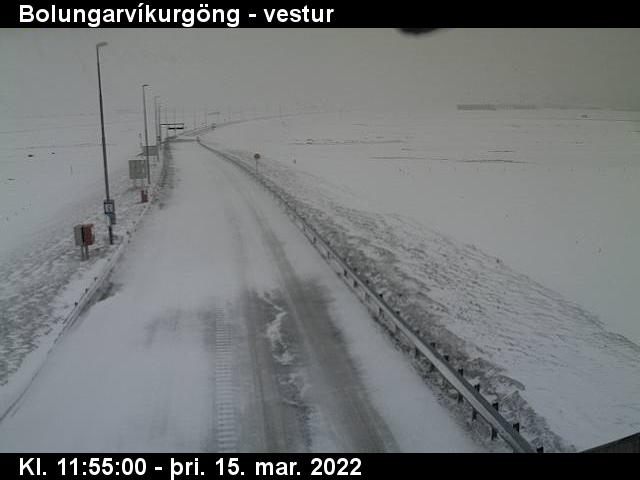 Bolungarvíkurgöng - vestur
Kl. 11:55:00 - þri. 15. mar. 2022